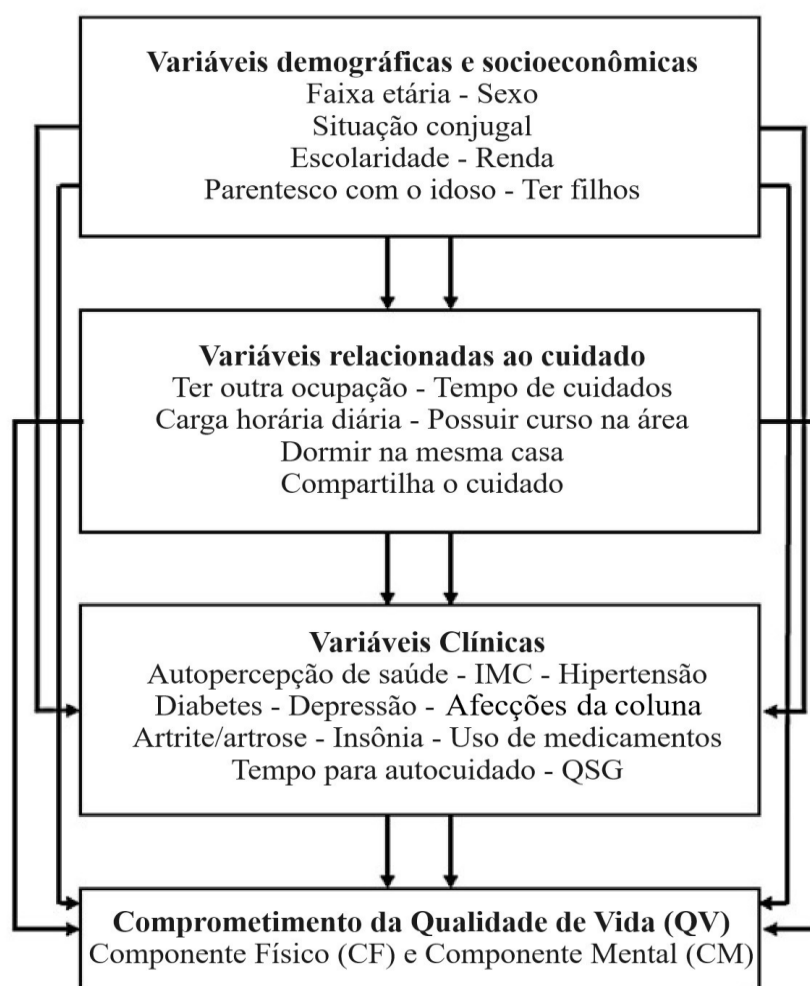 Variáveis demográficas e socioeconômicas
Faixa etária - Sexo
Situação conjugal
Escolaridade - Renda
Parentesco com o idoso - Ter filhos
Variáveis relacionadas ao cuidado
Ter outra ocupação - Tempo de cuidados
Carga horária diária - Possuir curso na área
Dormir na mesma casa
Compartilha o cuidado
Variáveis Clínicas
Autopercepção de saúde - IMC - Hipertensão
Diabetes - Depressão - Afecções da coluna
Artrite/artrose - Insônia - Uso de medicamentos
Tempo para autocuidado - QSG
Comprometimento da Qualidade de Vida (QV)
Componente Físico (CF) e Componente Mental (CM)